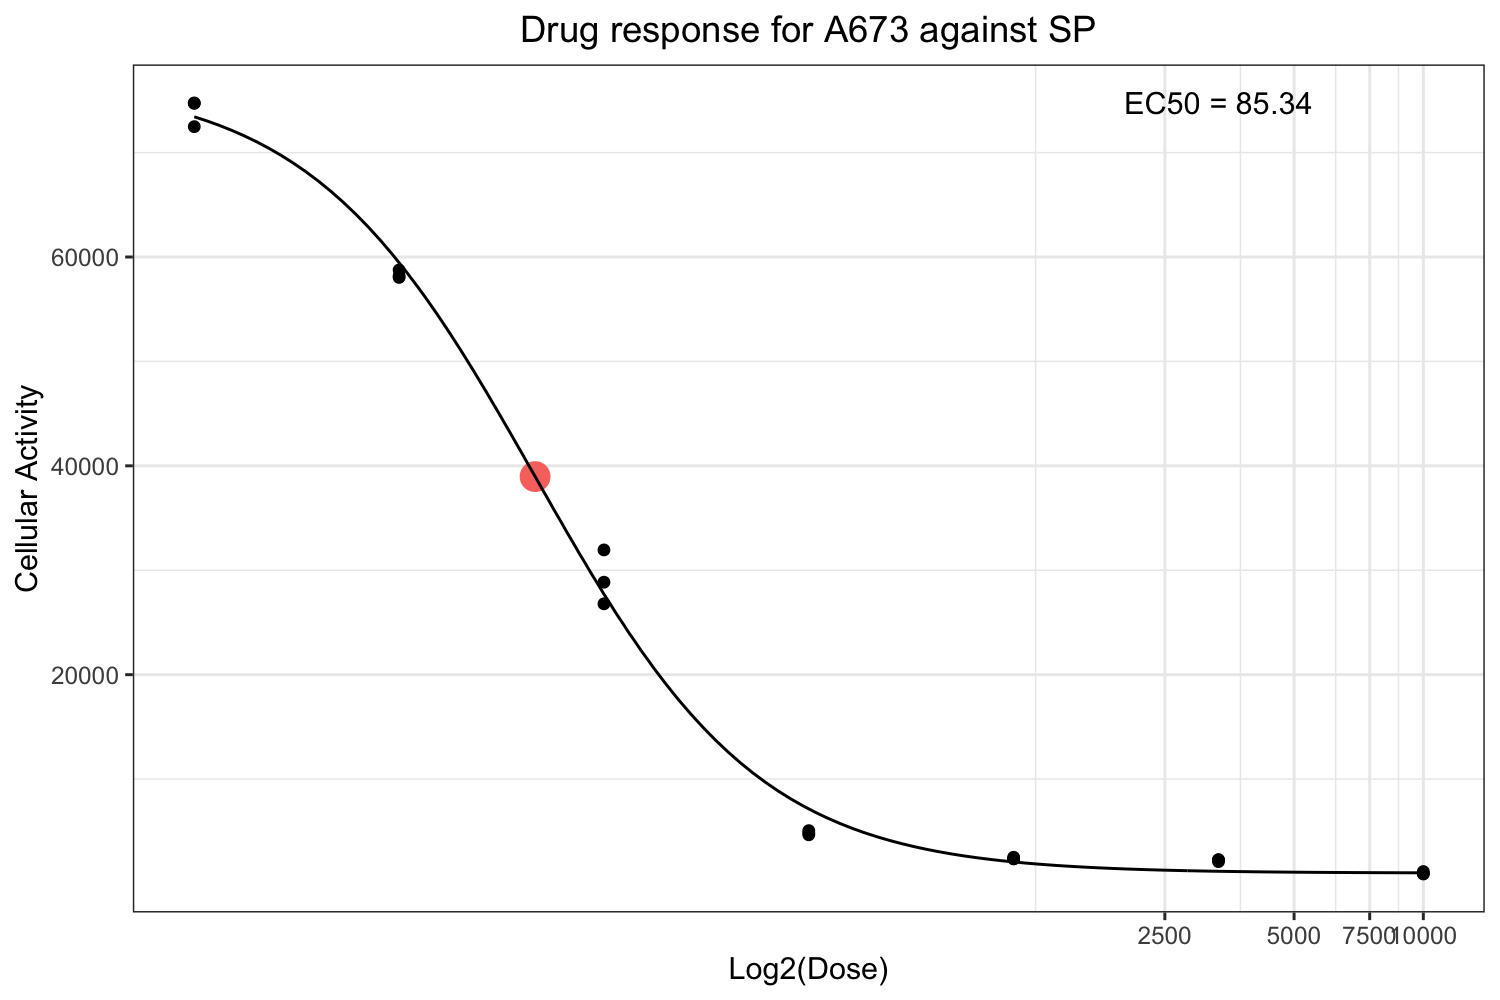 Drug response for A673 against SP
EC50 = 85.34
60000
40000
20000
Cellular Activity
2500 5000 7500 10000
Log2(Dose)